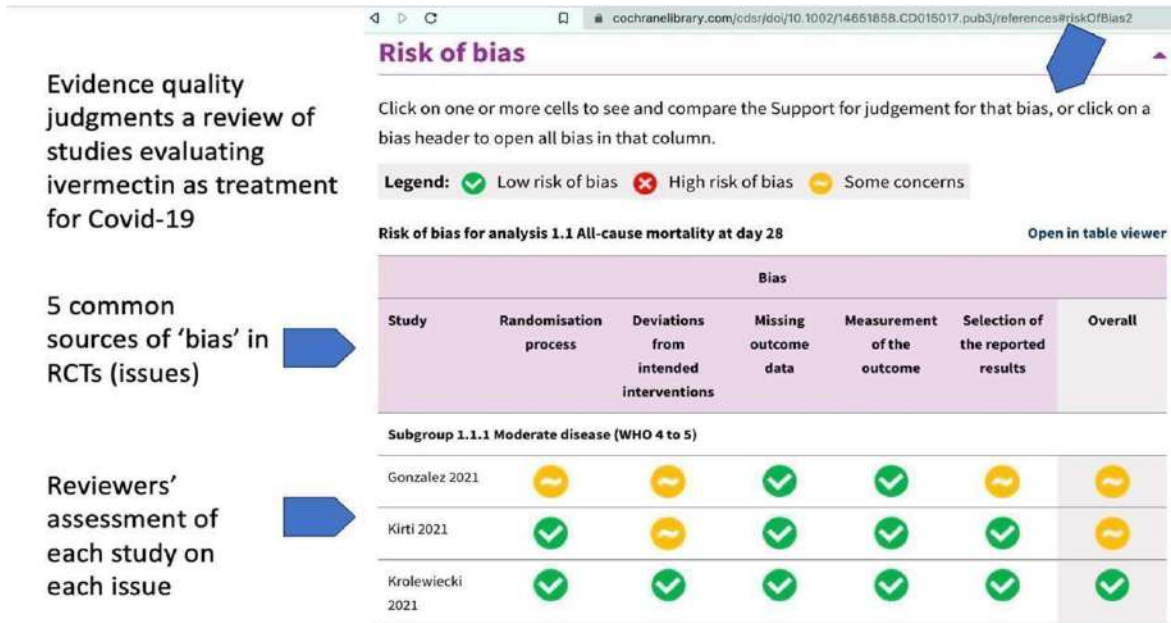 cochranelibrary.com/cdsr/doi/10.1002/14651858.CD015017.pub3/references#riskOfBias2
Risk of bias
Evidence quality
judgments a review of
studies evaluating
ivermectin as treatment
for Covid-19
Click on one or more cells to see and compare the Support for judgement for that bias, or click on a
bias header to open all bias in that column.
Legend: Low risk of bias High risk of bias Some concerns
Risk of bias for analysis 1.1 All-cause mortality at day 28 Open in table viewer
5 common
sources of ‘bias’ in
RCTs (issues)
Bias
Study Randomisation Deviations Missing Measurement Selection of Overall
process from outcome of the the reported
intended data outcome results
interventions
Subgroup 1.1.1 Moderate disease (WHO 4 to 5)
Reviewers’
assessment of
each study on
each issue
Gonzalez 2021
Kirti 2021
Krolewiecki
2021